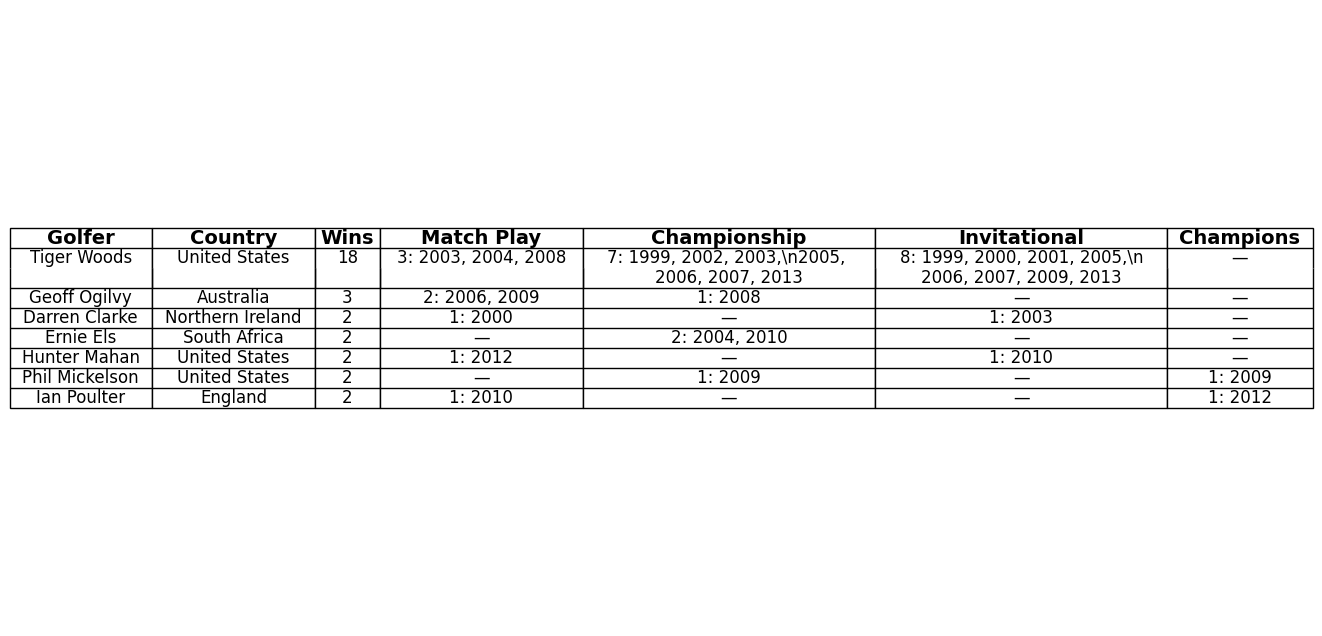 Golfer Country Wins Match Play Championship Invitational Champions
Tiger Woods United States 18 3: 2003, 2004, 2008 7: 1999, 2002, 2003,\n2005, 8: 1999, 2000, 2001, 2005,\n —
2006, 2007, 2013 2006, 2007, 2009, 2013
Geoff Ogilvy Australia 3 2: 2006, 2009 1: 2008 — —
Darren Clarke Northern Ireland 2 1: 2000 — 1: 2003 —
Ernie Els South Africa 2 — 2: 2004, 2010 — —
Hunter Mahan United States 2 1: 2012 — 1: 2010 —
Phil Mickelson United States 2 — 1: 2009 — 1: 2009
Ian Poulter England 2 1: 2010 — — 1: 2012